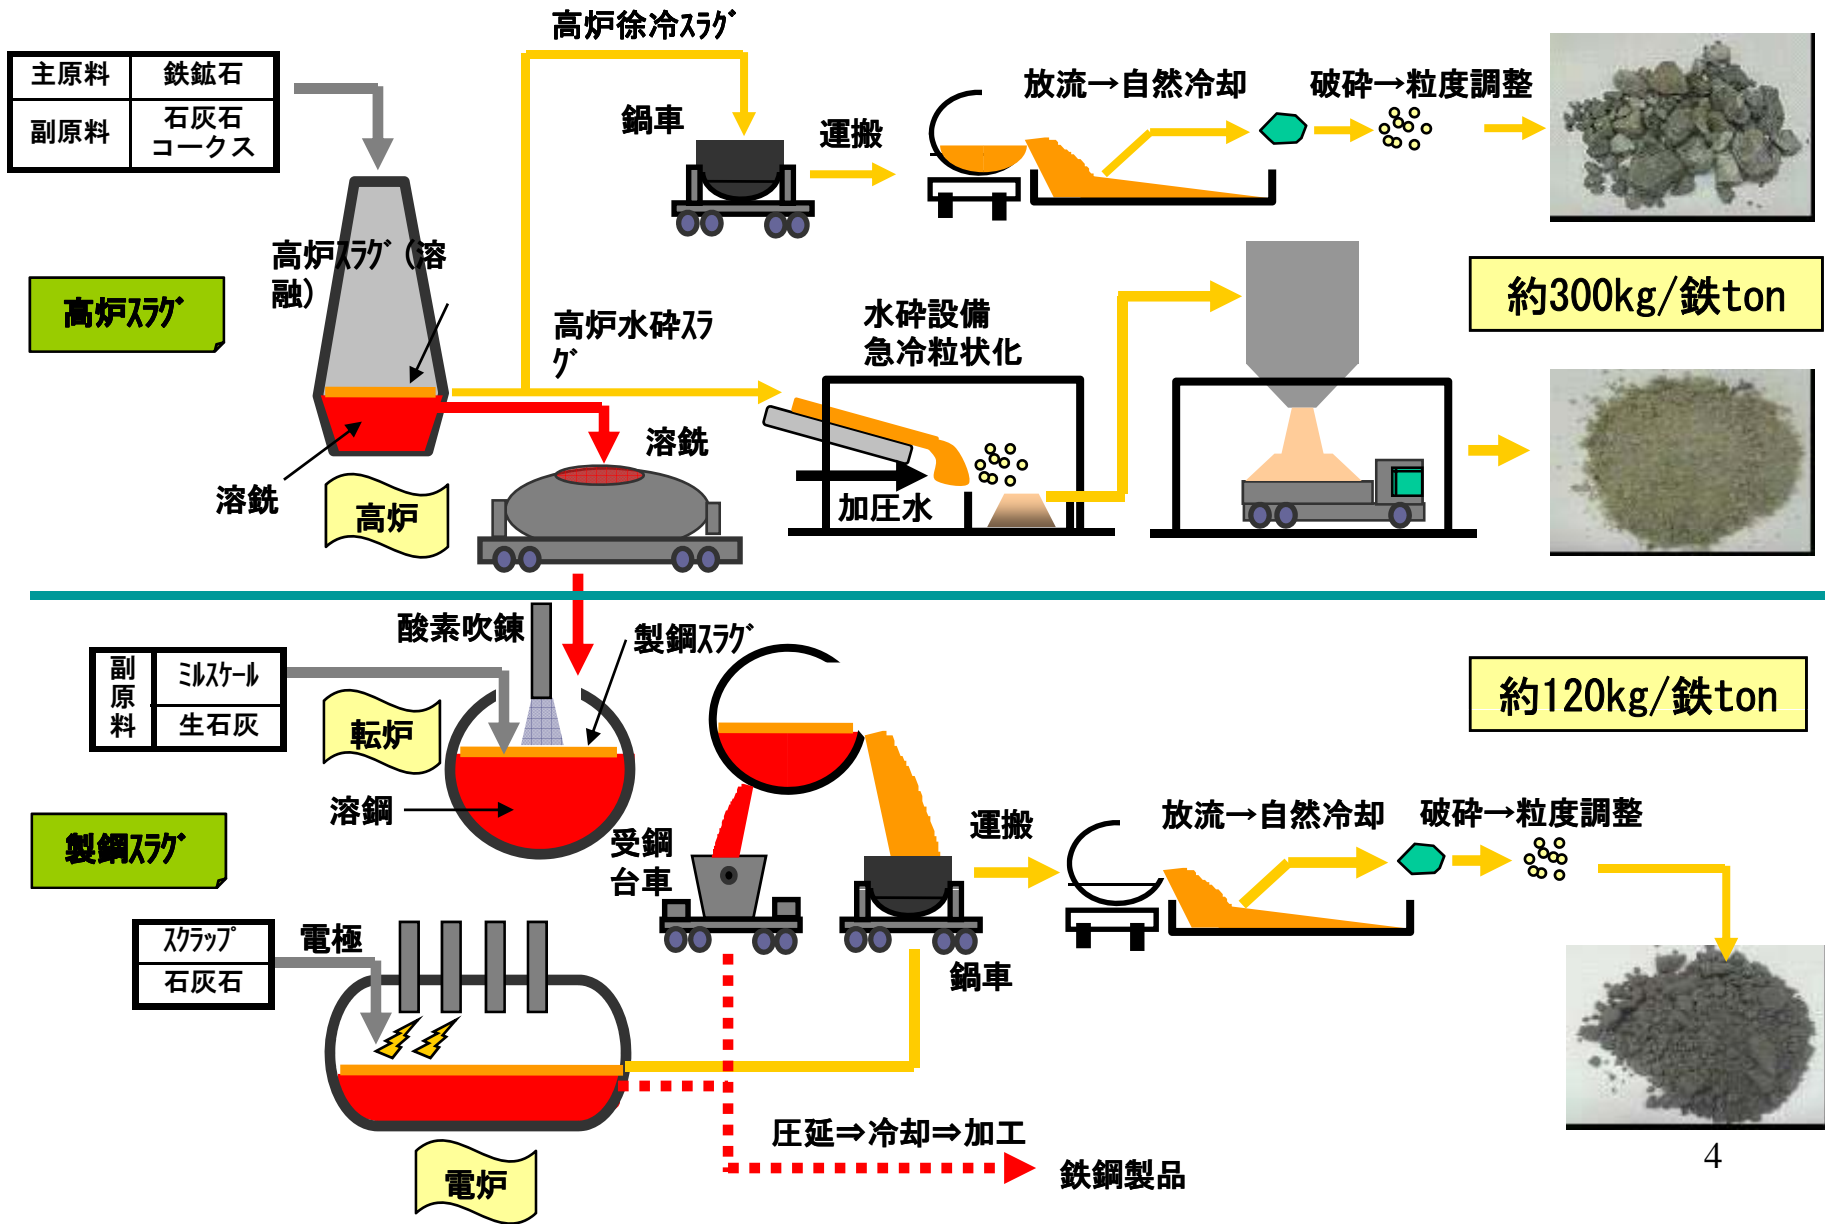 高炉徐冷ｽﾗｸﾞ
主原料 鉄鉱石
副原料 石灰石
コークス
鍋車
運搬
放流→自然冷却
破砕→粒度調整
高炉ｽﾗｸﾞ(溶
融)
高炉ｽﾗｸﾞ
高炉水砕ｽﾗ
ｸﾞ
水砕設備
急冷粒状化
約300kg/鉄ton
溶銑
溶銑
高炉
加圧水
酸素吹錬
製鋼ｽﾗｸﾞ
副原料
ﾐﾙｽｹｰﾙ
生石灰
転炉
約120kg/鉄ton
溶鋼
製鋼ｽﾗｸﾞ
受鋼
台車
運搬
放流→自然冷却
破砕→粒度調整
ｽｸﾗｯﾌﾟ
石灰石
電極
鍋車
圧延⇒冷却⇒加工
鉄鋼製品
電炉
4